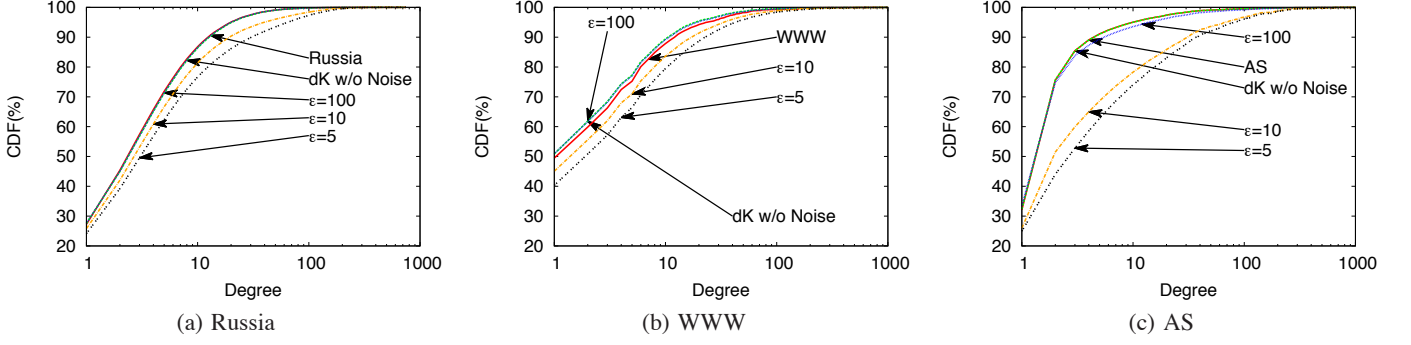 CDF(%)
100
90
80
70
60
50
40
30
20
1
10
100
1000
Degree
Russia
dK w/o Noise
ε=100
ε=10
ε=5
(a) Russia
CDF(%)
100
90
80
70
60
50
40
30
20
1
10
100
1000
Degree
ε=100
WWW
ε=10
ε=5
dK w/o Noise
(b) WWW
CDF(%)
100
90
80
70
60
50
40
30
20
1
10
100
1000
Degree
ε=100
AS
dK w/o Noise
ε=10
ε=5
(c) AS